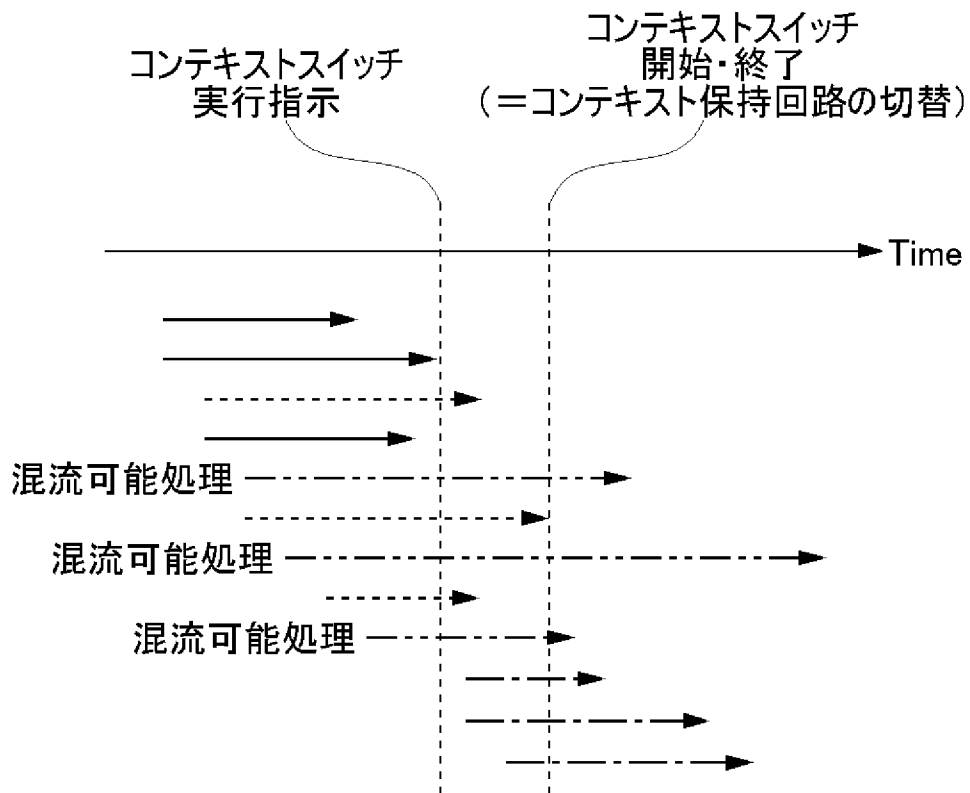 コンテキストスイッチ
実行指示
コンテキストスイッチ
開始・終了
(=コンテキスト保持回路の切替)
Time
混流可能処理
混流可能処理
混流可能処理